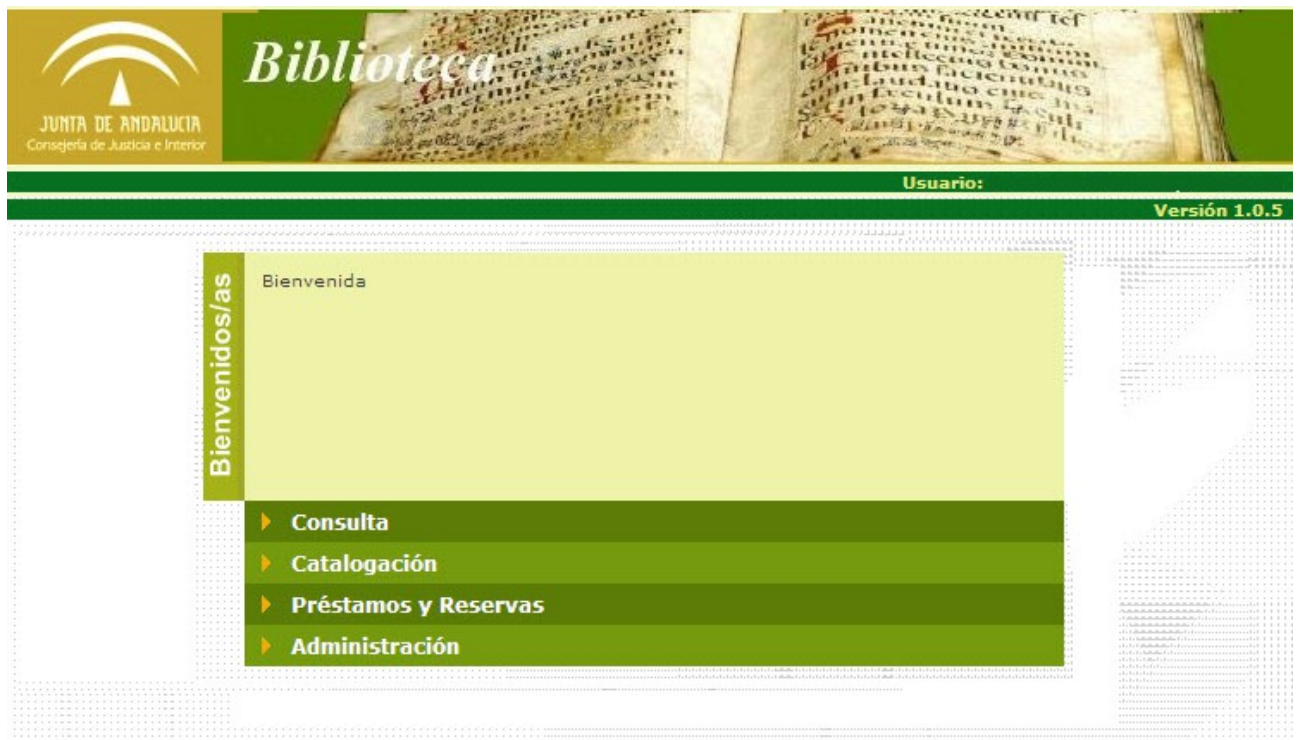 JUNTA DE ANDALUCIA
Consejería de Justicia e Interior
Biblioteca
Usuario:
Versión 1.0.5
Bienvenidos/as
Bienvenida
Consulta
Catalogación
Préstamos y Reservas
Administración